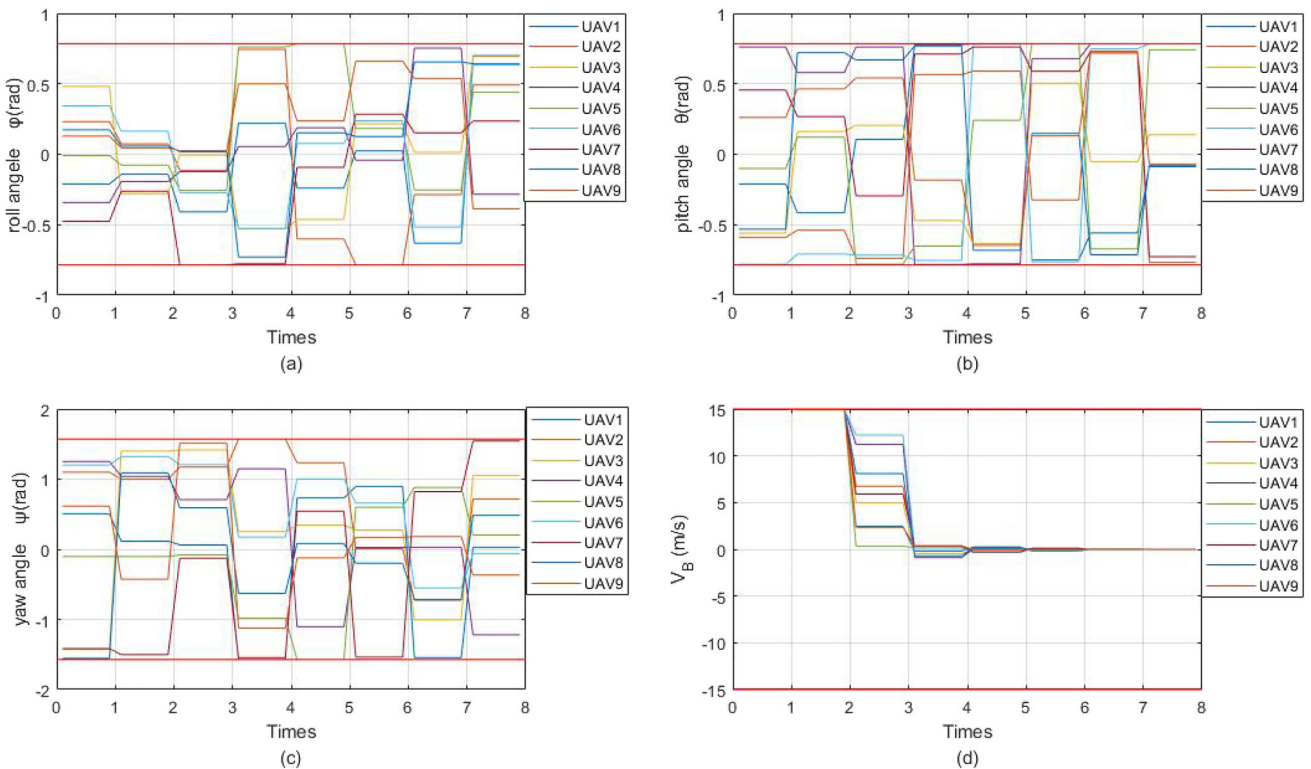 1
0.5
0
-0.5
-1
roll angele φ(rad)
0 1 2 3 4 5 6 7 8
Times
(a)
UAV1
UAV2
UAV3
UAV4
UAV5
UAV6
UAV7
UAV8
UAV9
1
0.5
0
-0.5
-1
pitch angle θ(rad)
0 1 2 3 4 5 6 7 8
Times
(b)
UAV1
UAV2
UAV3
UAV4
UAV5
UAV6
UAV7
UAV8
UAV9
2
1
0
-1
-2
yaw angle ψ(rad)
0 1 2 3 4 5 6 7 8
Times
(c)
UAV1
UAV2
UAV3
UAV4
UAV5
UAV6
UAV7
UAV8
UAV9
15
10
5
0
-5
-10
-15
V_B (m/s)
0 1 2 3 4 5 6 7 8
Times
(d)
UAV1
UAV2
UAV3
UAV4
UAV5
UAV6
UAV7
UAV8
UAV9